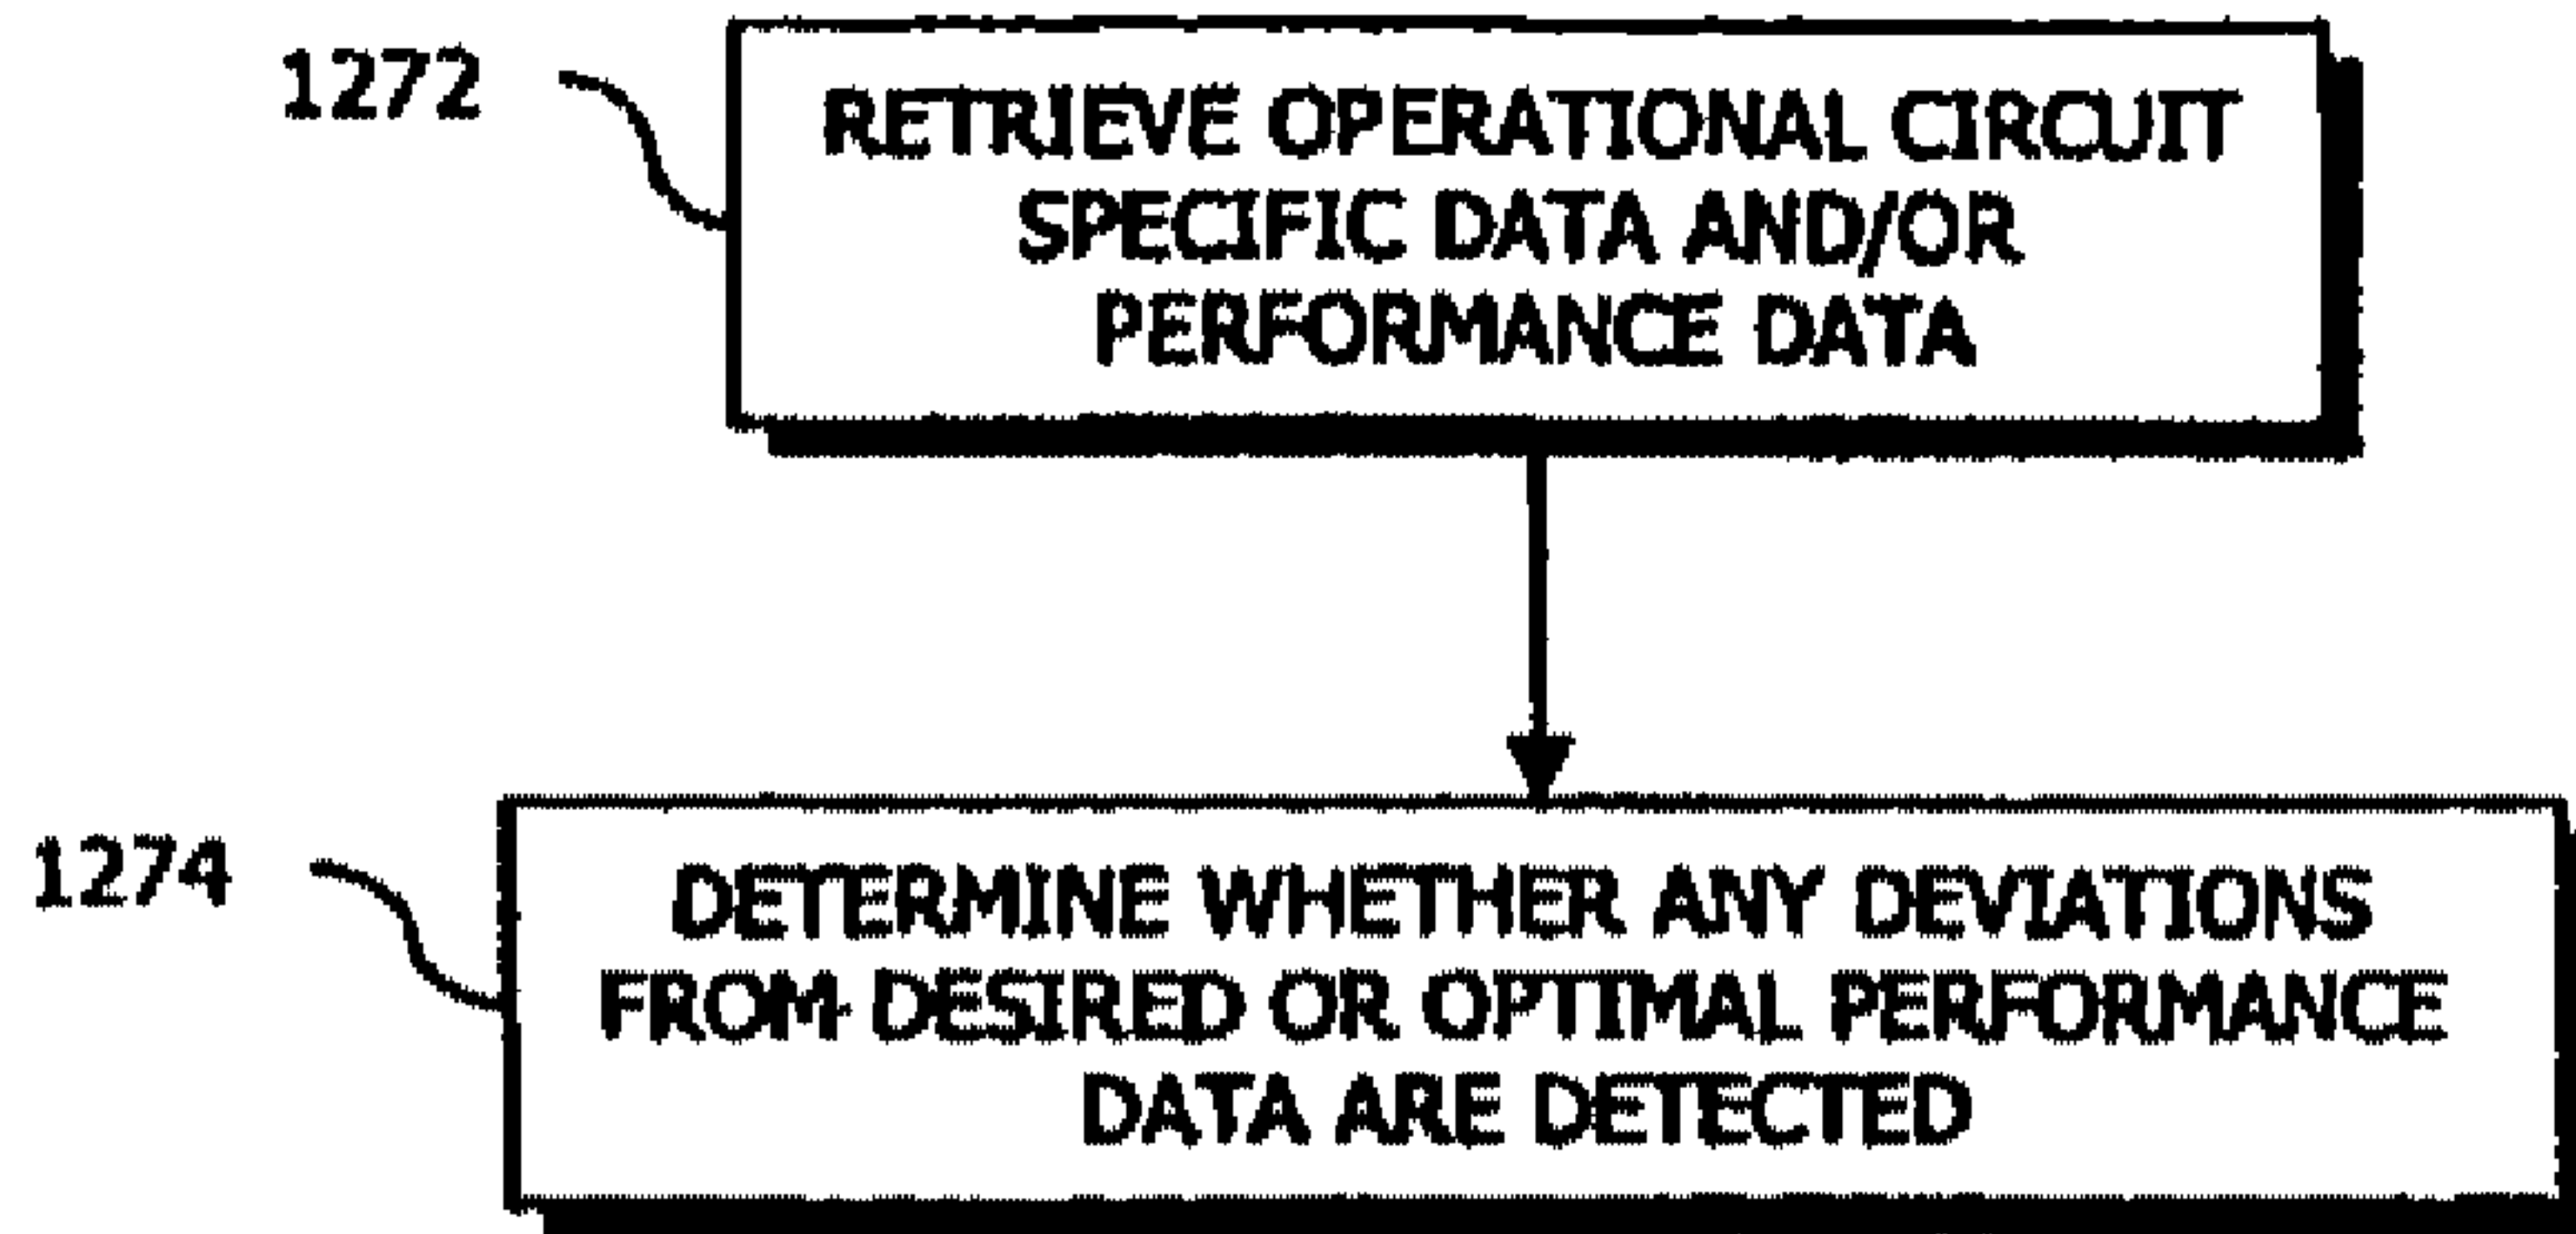 1272
RETRIEVE OPERATIONAL CIRCUIT
SPECIFIC DATA AND/OR
PERFORMANCE DATA
1274
DETERMINE WHETHER ANY DEVIATIONS
FROM DESIRED OR OPTIMAL PERFORMANCE
DATA ARE DETECTED